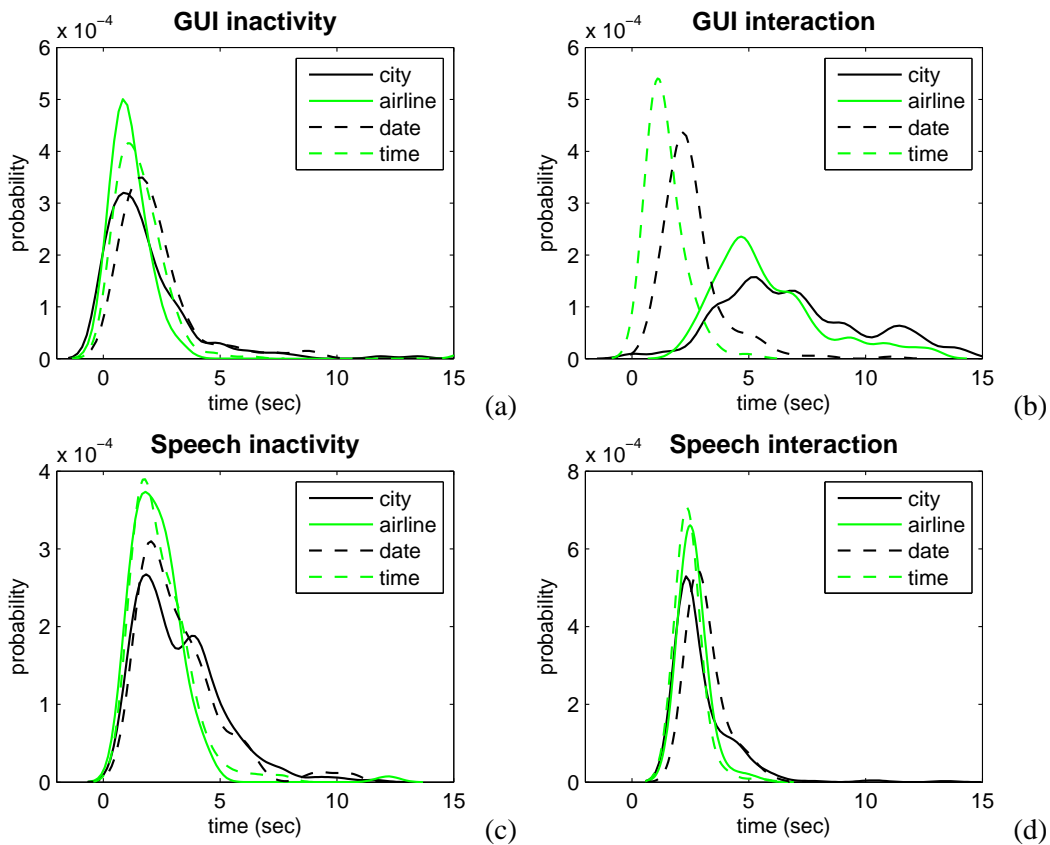 GUI inactivity
x 10⁻⁴
6
5
4
3
2
1
0
probability
0 5 10 15
time (sec)
city
airline
date
time
(a)
GUI interaction
x 10⁻⁴
6
5
4
3
2
1
0
probability
0 5 10 15
time (sec)
city
airline
date
time
(b)
Speech inactivity
x 10⁻⁴
4
3
2
1
0
probability
0 5 10 15
time (sec)
city
airline
date
time
(c)
Speech interaction
x 10⁻⁴
8
6
4
2
0
probability
0 5 10 15
time (sec)
city
airline
date
time
(d)